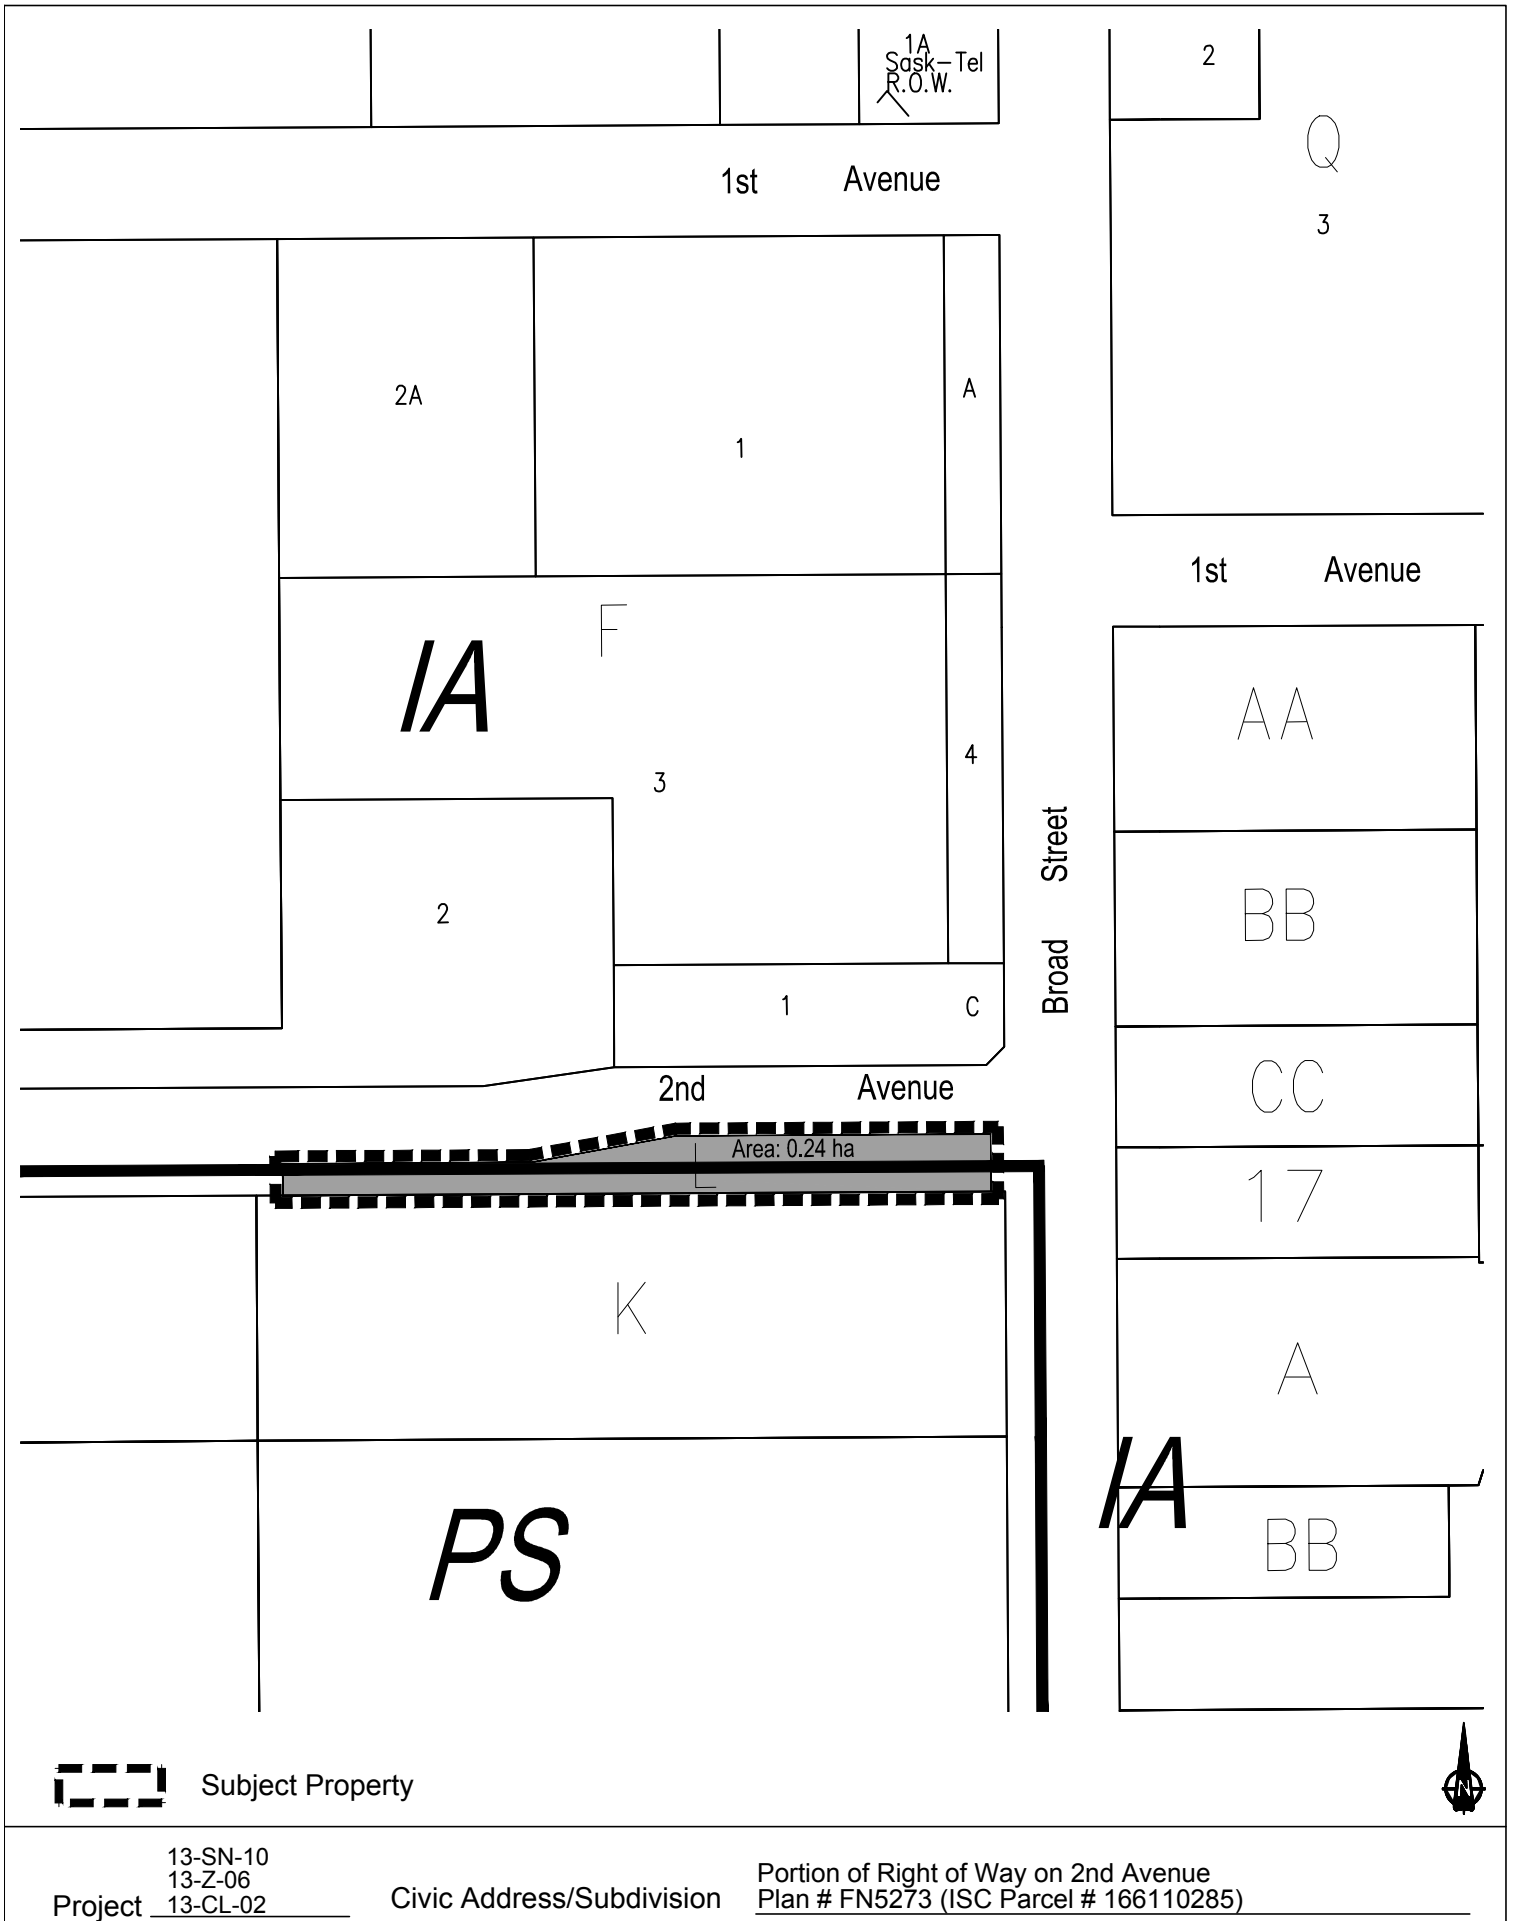 1A
Sask-Tel
R.O.W.
2
Q
3
1st Avenue
2A
1
A
1st Avenue
F
IA
3
4
AA
Broad Street
BB
2
1
C
2nd Avenue
CC
Area: 0.24 ha
L
17
K
A
IA
PS
BB
Subject Property
N
13-SN-10
13-Z-06
Project 13-CL-02
Civic Address/Subdivision
Portion of Right of Way on 2nd Avenue
Plan # FN5273 (ISC Parcel # 166110285)